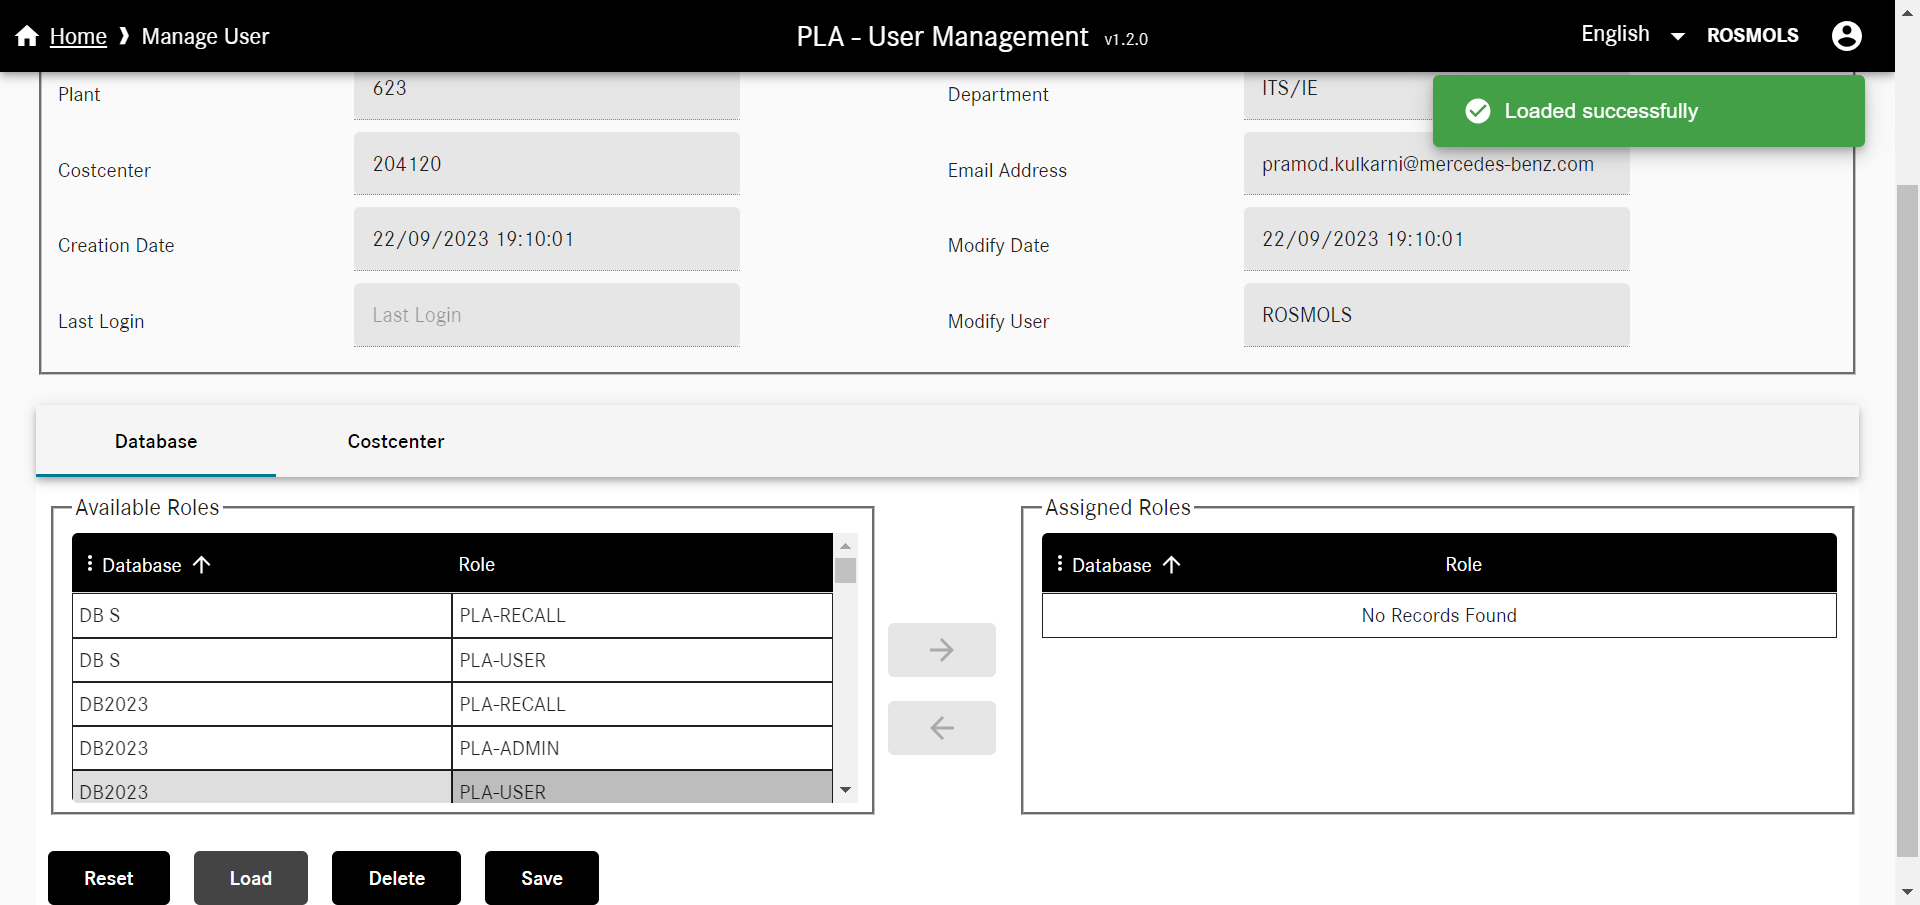 Home ❱ Manage User
PLA - User Management v1.2.0
English
ROSMOLS
Loaded successfully
Plant
623
Department
ITS/IE
Costcenter
204120
Email Address
pramod.kulkarni@mercedes-benz.com
Creation Date
22/09/2023 19:10:01
Modify Date
22/09/2023 19:10:01
Last Login
Last Login
Modify User
ROSMOLS
Database
Costcenter
Available Roles
Database Role
DB S PLA-RECALL
DB S PLA-USER
DB2023 PLA-RECALL
DB2023 PLA-ADMIN
DB2023 PLA-USER
Assigned Roles
Database Role
No Records Found
Reset
Load
Delete
Save